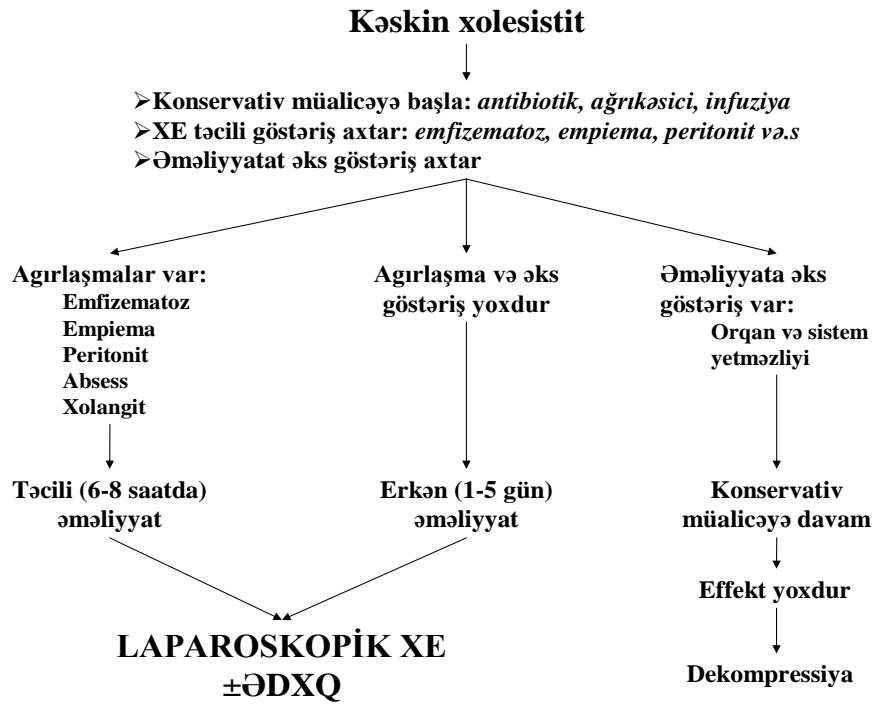 Kəskin xolesistit
➢Konservativ müalicəyə başla: antibiotik, ağrıkəsici, infuziya
➢XE təcili göstəriş axtar: emfizematoz, empiema, peritonit və.s
➢Əməliyyatat əks göstəriş axtar
Agırlaşmalar var:
Emfizematoz
Empiema
Peritonit
Absess
Xolangit
Agırlaşma və əks
göstəriş yoxdur
Əməliyyata əks
göstəriş var:
Orqan və sistem
yetməzliyi
Təcili (6-8 saatda)
əməliyyat
Erkən (1-5 gün)
əməliyyat
Konservativ
müalicəyə davam
Effekt yoxdur
Dekompressiya
LAPAROSKOPİK XE
±ƏDXQ